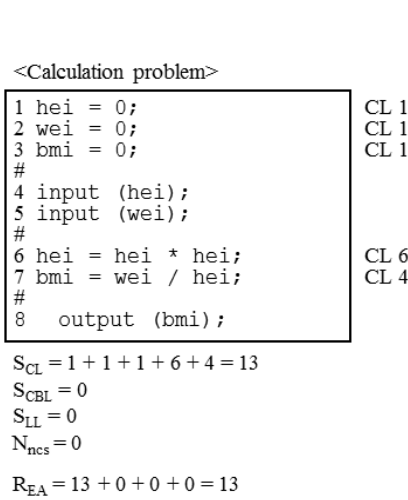 <Calculation problem>
1 hei = 0; CL 1
2 wei = 0; CL 1
3 bmi = 0; CL 1
#
4 input (hei);
5 input (wei);
#
6 hei = hei * hei; CL 6
7 bmi = wei / hei; CL 4
#
8 output (bmi);
S_CL = 1 + 1 + 1 + 6 + 4 = 13
S_CBL = 0
S_LL = 0
N_ncs = 0
R_EA = 13 + 0 + 0 + 0 = 13